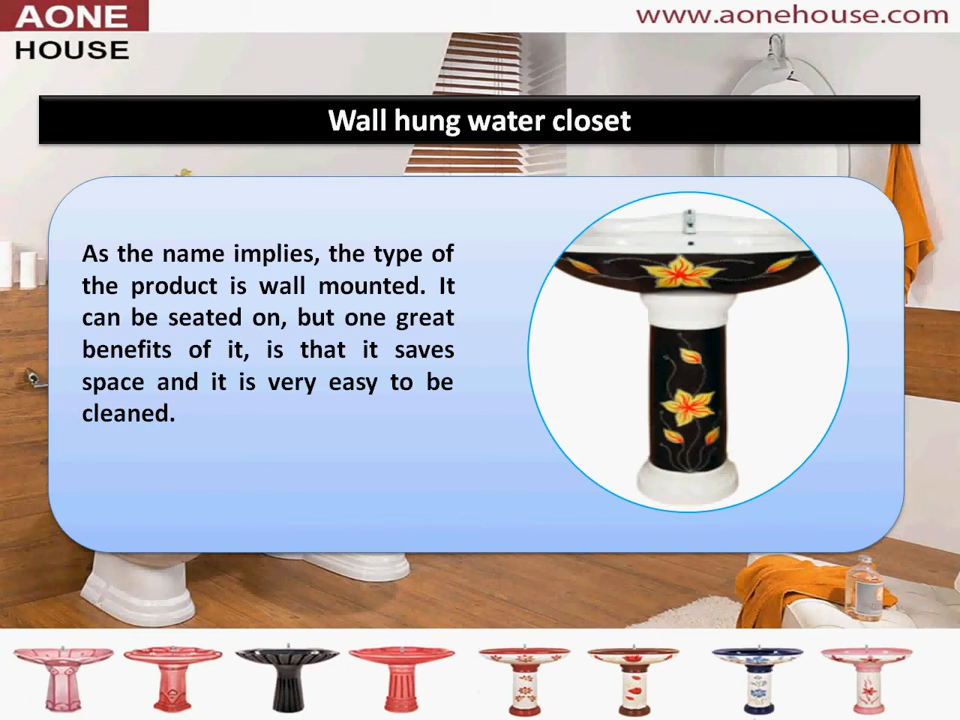 AONE
HOUSE
www.aonehouse.com
Wall hung water closet
As the name implies, the type of
the product is wall mounted. It
can be seated on, but one great
benefits of it, is that it saves
space and it is very easy to be
cleaned.